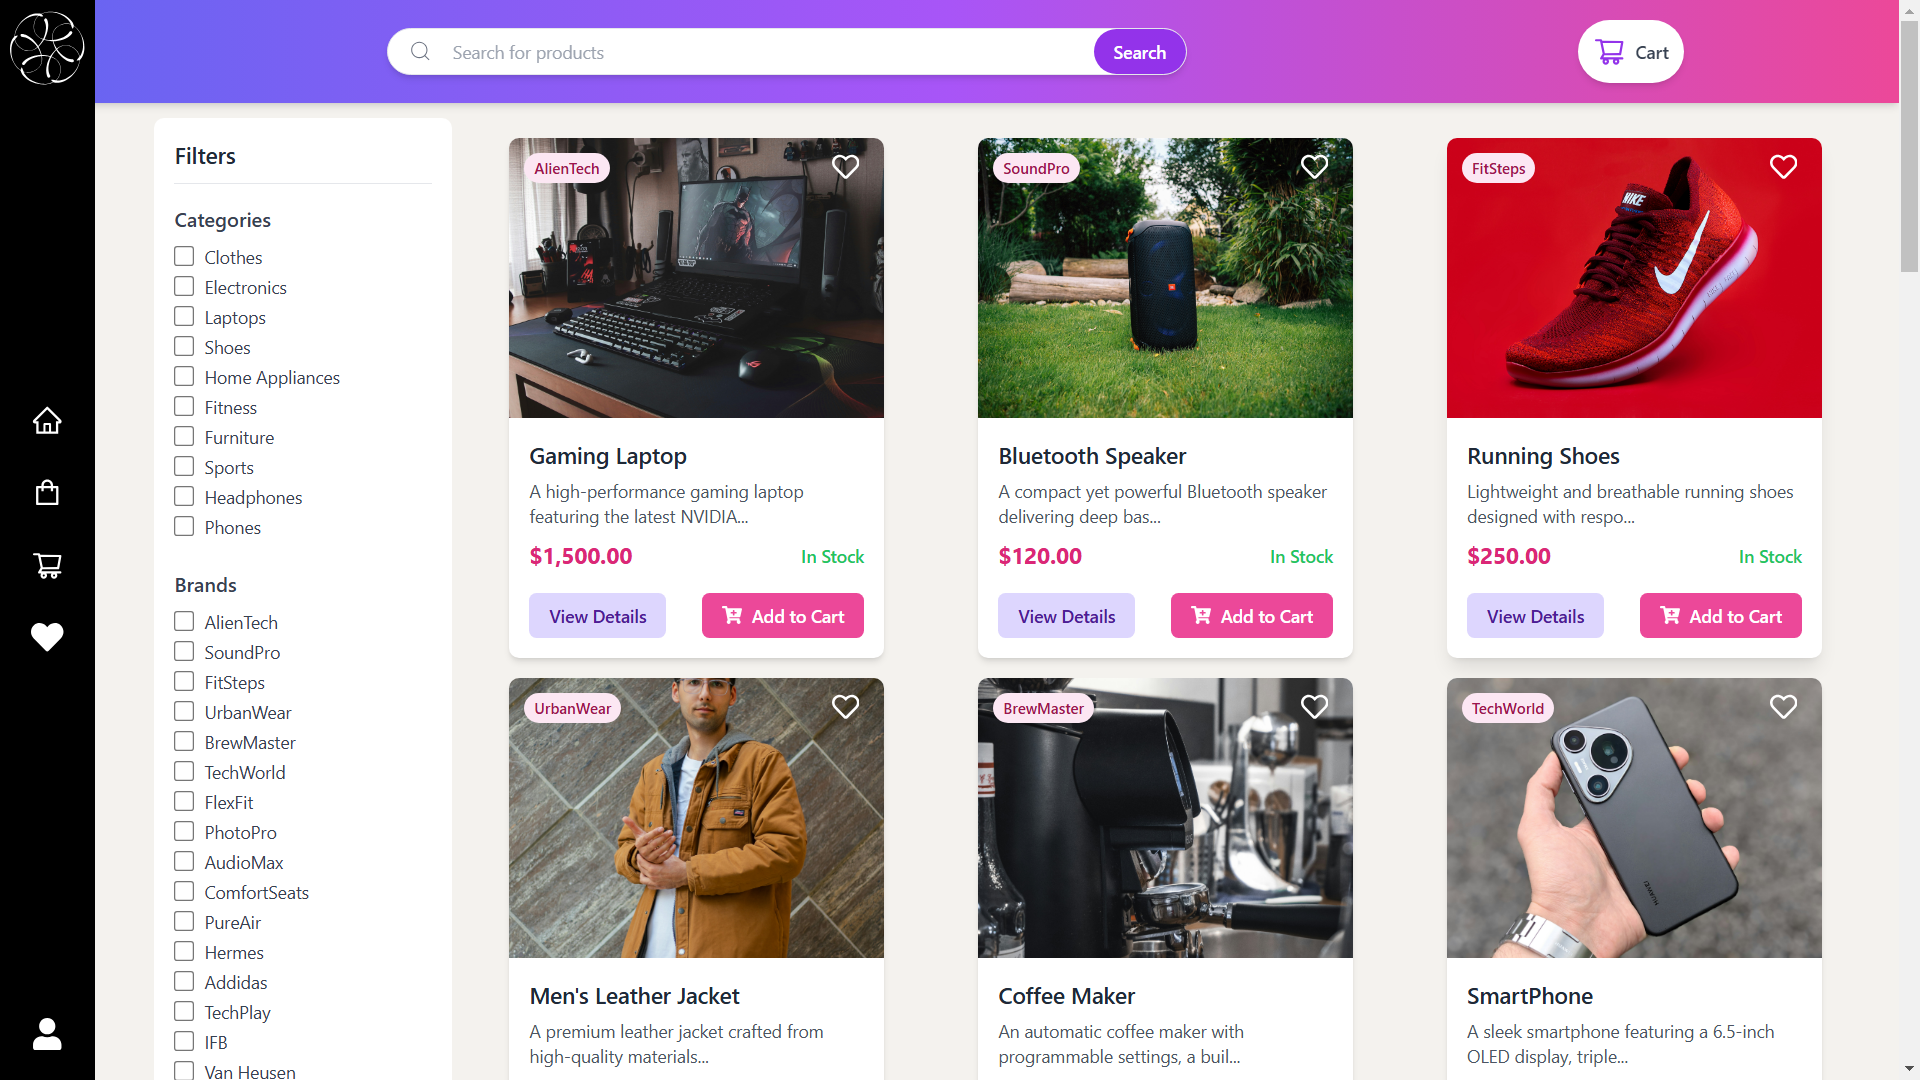 Search for products
Search
Cart
Filters
Categories
Clothes
Electronics
Laptops
Shoes
Home Appliances
Fitness
Furniture
Sports
Headphones
Phones
Brands
AlienTech
SoundPro
FitSteps
UrbanWear
BrewMaster
TechWorld
FlexFit
PhotoPro
AudioMax
ComfortSeats
PureAir
Hermes
Addidas
TechPlay
IFB
Van Heusen
AlienTech
Gaming Laptop
A high-performance gaming laptop
featuring the latest NVIDIA...
$1,500.00 In Stock
View Details Add to Cart
SoundPro
Bluetooth Speaker
A compact yet powerful Bluetooth speaker
delivering deep bas...
$120.00 In Stock
View Details Add to Cart
FitSteps
NIKE
Running Shoes
Lightweight and breathable running shoes
designed with respo...
$250.00 In Stock
View Details Add to Cart
UrbanWear
Men's Leather Jacket
A premium leather jacket crafted from
high-quality materials...
BrewMaster
Coffee Maker
An automatic coffee maker with
programmable settings, a buil...
TechWorld
HUAWEI
SmartPhone
A sleek smartphone featuring a 6.5-inch
OLED display, triple...